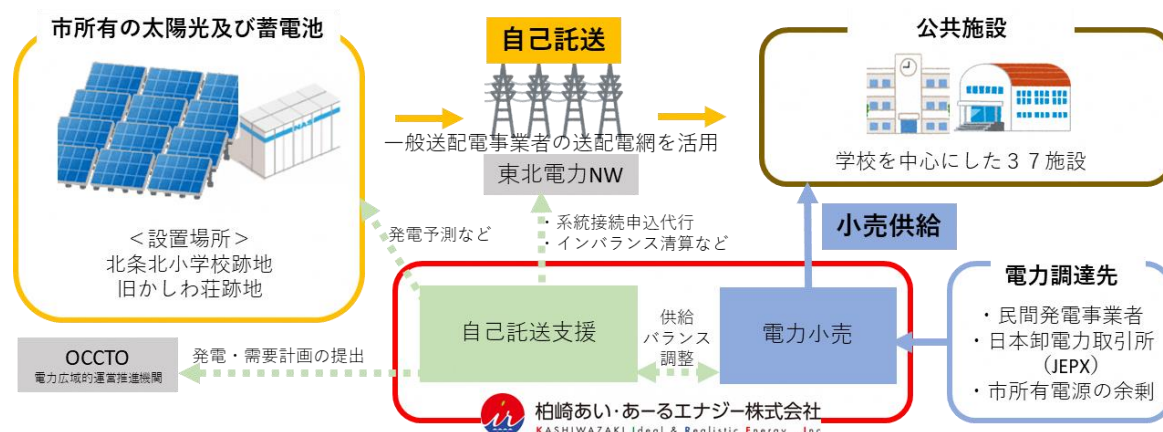 市所有の太陽光及び蓄電池
NAS
＜設置場所＞
北条北小学校跡地
旧かしわ荘跡地
自己託送
一般送配電事業者の送配電網を活用
東北電力NW
公共施設
学校を中心にした３７施設
発電予測など
・系統接続申込代行
・インバランス清算など
小売供給
電力調達先
・民間発電事業者
・日本卸電力取引所
（JEPX）
・市所有電源の余剰
自己託送支援
供給
バランス
調整
電力小売
OCCTO
電力広域的運営推進機関
発電・需要計画の提出
ir
柏崎あい・あーるエナジー株式会社
KASHIWAZAKI Ideal & Realistic Energy , Inc